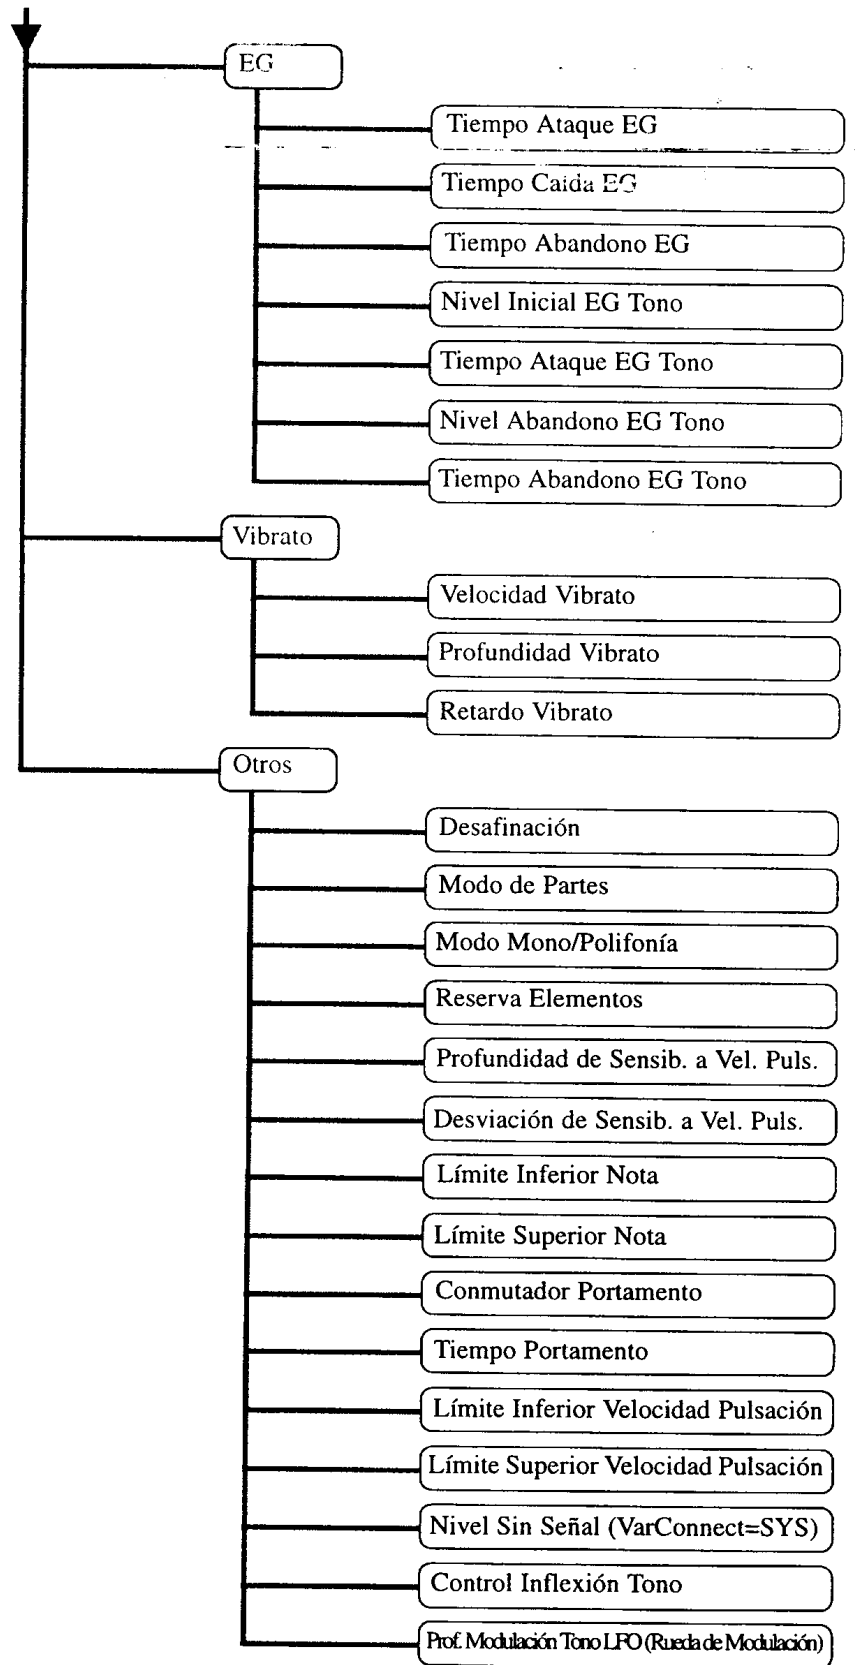 EG
Tiempo Ataque EG
Tiempo Caida EG
Tiempo Abandono EG
Nivel Inicial EG Tono
Tiempo Ataque EG Tono
Nivel Abandono EG Tono
Tiempo Abandono EG Tono
Vibrato
Velocidad Vibrato
Profundidad Vibrato
Retardo Vibrato
Otros
Desafinación
Modo de Partes
Modo Mono/Polifonía
Reserva Elementos
Profundidad de Sensib. a Vel. Puls.
Desviación de Sensib. a Vel. Puls.
Límite Inferior Nota
Límite Superior Nota
Conmutador Portamento
Tiempo Portamento
Límite Inferior Velocidad Pulsación
Límite Superior Velocidad Pulsación
Nivel Sin Señal (VarConnect=SYS)
Control Inflexión Tono
Prof. Modulación Tono LFO (Rueda de Modulación)